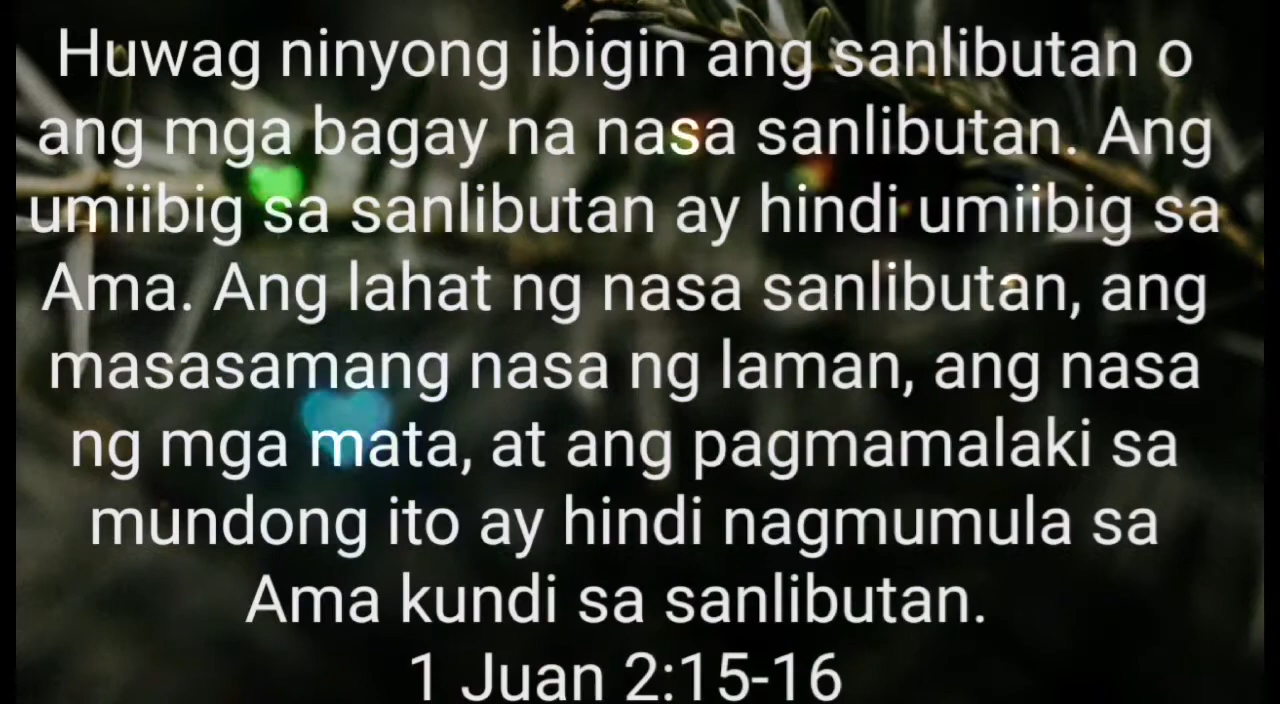 Huwag ninyong ibigin ang sanlibutan o
ang mga bagay na nasa sanlibutan. Ang
umiibig sa sanlibutan ay hindi umiibig sa
Ama. Ang lahat ng nasa sanlibutan, ang
masasamang nasa ng laman, ang nasa
ng mga mata, at ang pagmamalaki sa
mundong ito ay hindi nagmumula sa
Ama kundi sa sanlibutan.
1 Juan 2:15-16